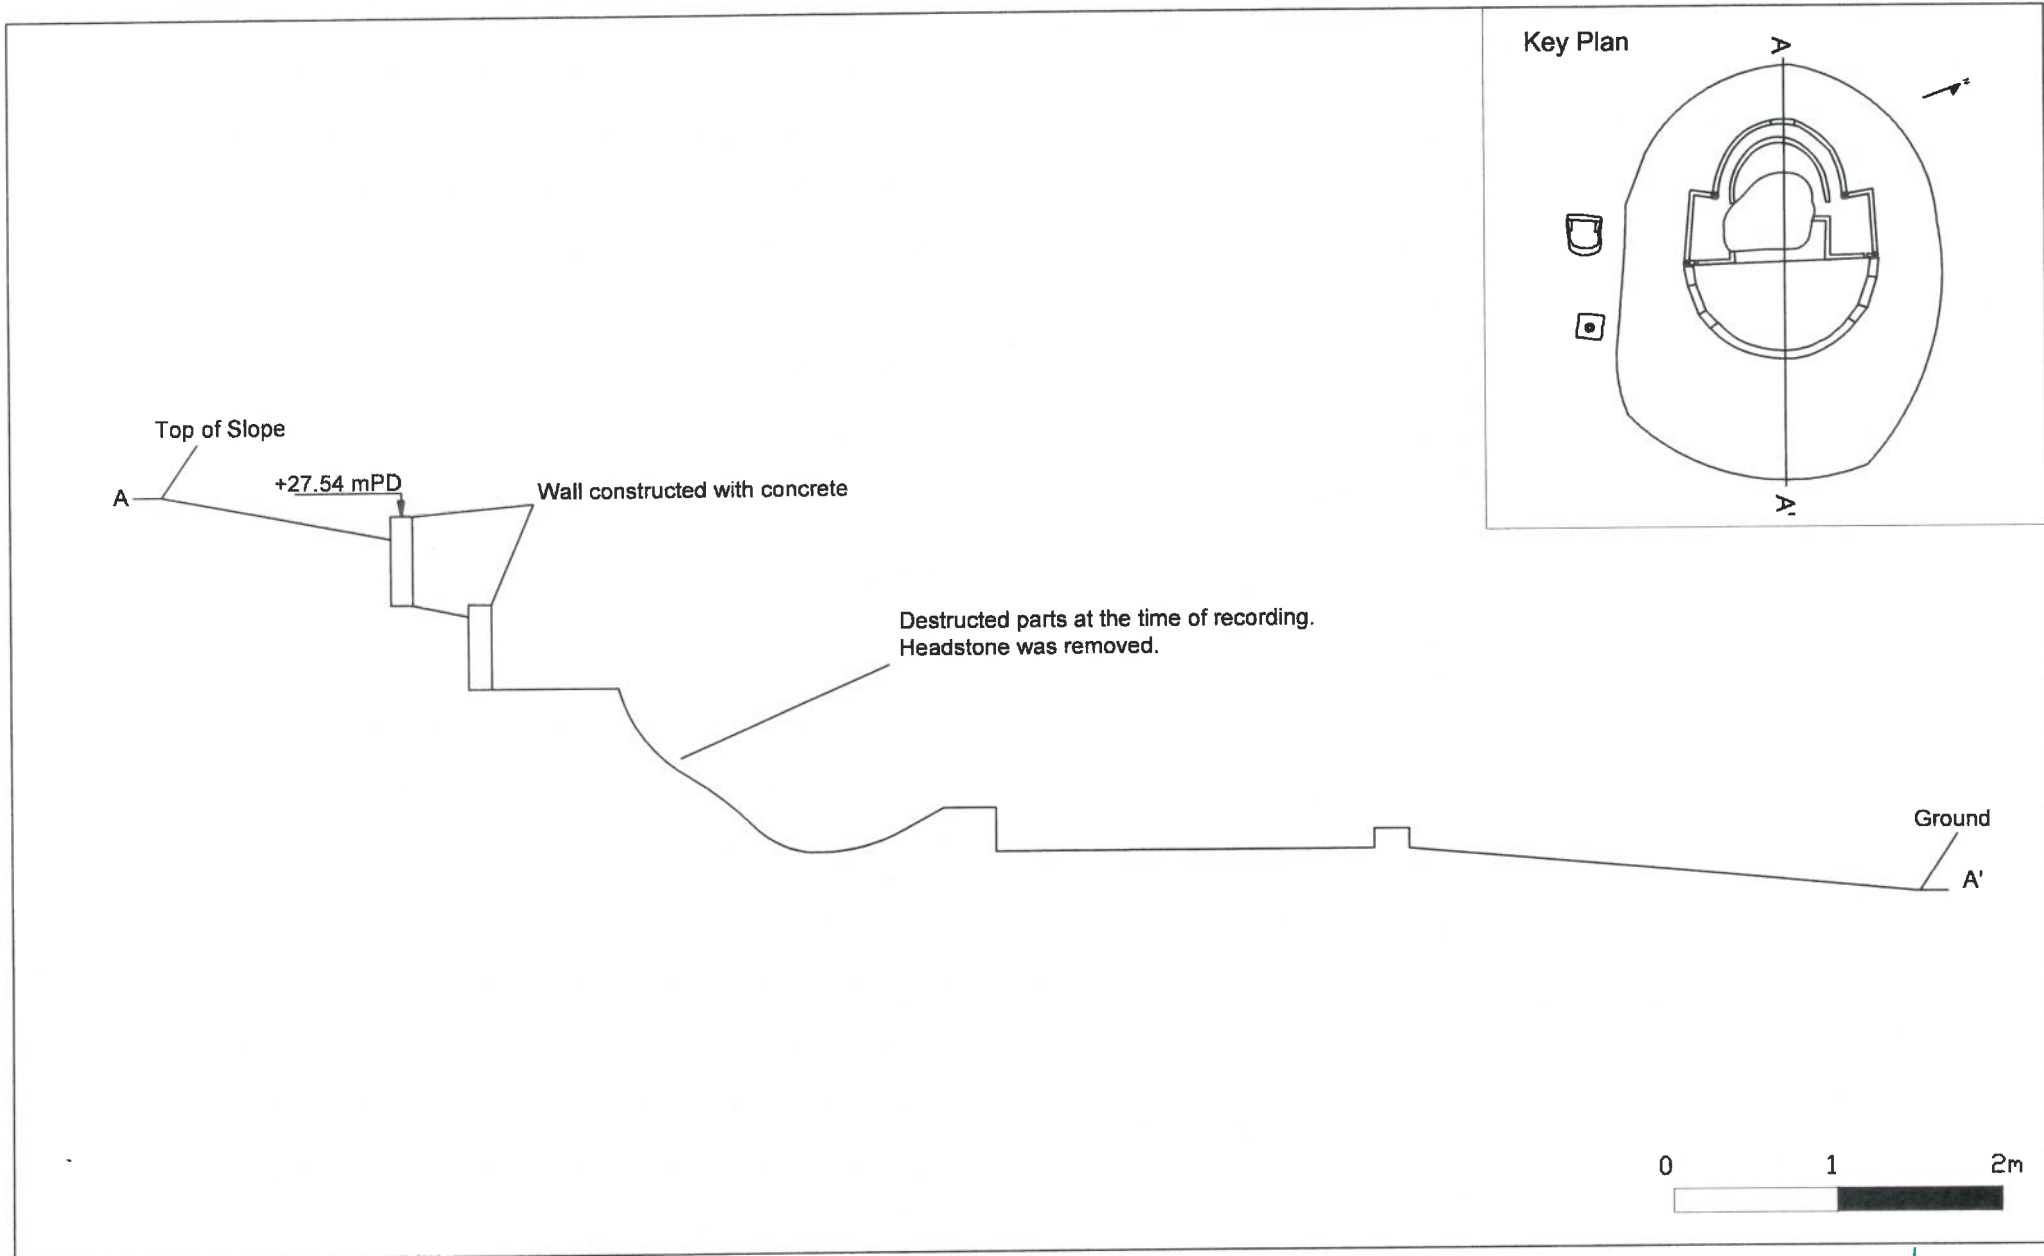 Key Plan
A
N
Top of Slope
+27.54 mPD
A
Wall constructed with concrete
A'
Destructed parts at the time of recording.
Headstone was removed.
Ground
A'
0 1 2m